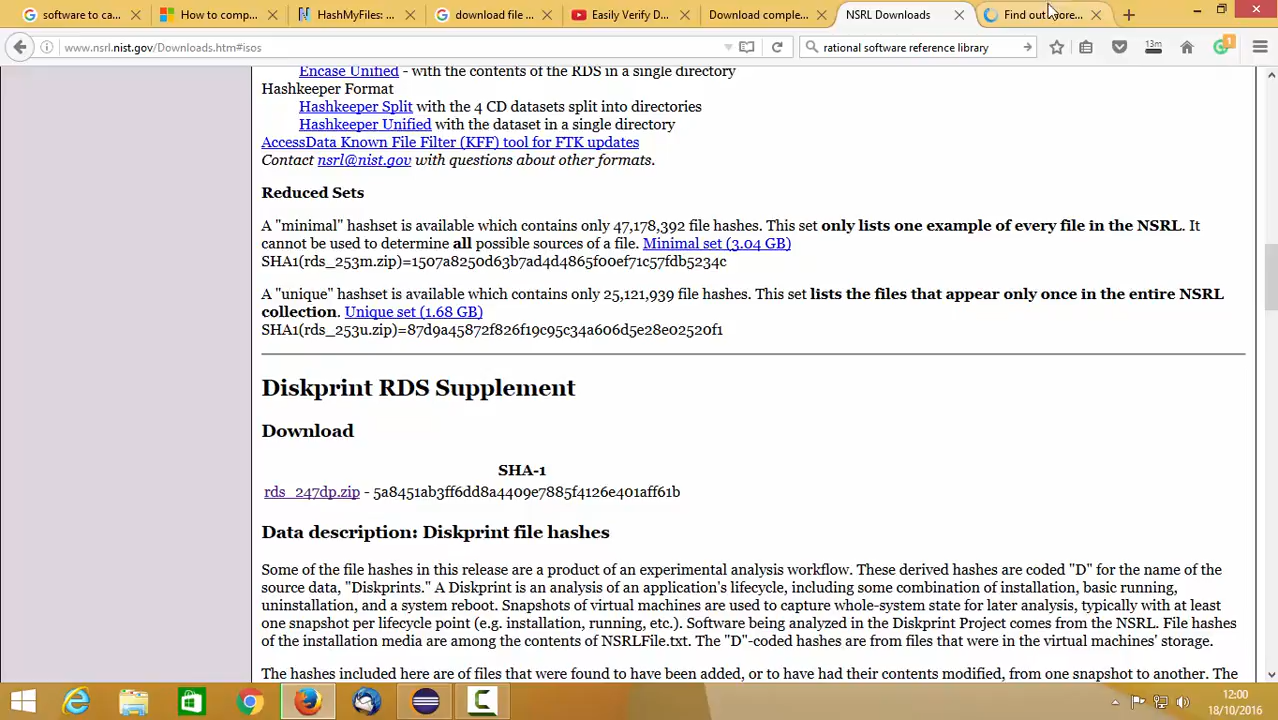 software to ca...
How to comp...
HashMyFiles: ...
download file ...
Easily Verify D...
Download comple...
NSRL Downloads
Find out more...
www.nsrl.nist.gov/Downloads.htm#isos
rational software reference library
13m
1
Encase Unified - with the contents of the RDS in a single directory
Hashkeeper Format
Hashkeeper Split with the 4 CD datasets split into directories
Hashkeeper Unified with the dataset in a single directory
AccessData Known File Filter (KFF) tool for FTK updates
Contact nsrl@nist.gov with questions about other formats.
Reduced Sets
A "minimal" hashset is available which contains only 47,178,392 file hashes. This set only lists one example of every file in the NSRL. It
cannot be used to determine all possible sources of a file. Minimal set (3.04 GB)
SHA1(rds_253m.zip)=1507a8250d63b7ad4d4865f00ef71c57fdb5234c
A "unique" hashset is available which contains only 25,121,939 file hashes. This set lists the files that appear only once in the entire NSRL
collection. Unique set (1.68 GB)
SHA1(rds_253u.zip)=87d9a45872f826f19c95c34a606d5e28e02520f1
Diskprint RDS Supplement
Download
SHA-1
rds_247dp.zip - 5a8451ab3ff6dd8a4409e7885f4126e401aff61b
Data description: Diskprint file hashes
Some of the file hashes in this release are a product of an experimental analysis workflow. These derived hashes are coded "D" for the name of the
source data, "Diskprints." A Diskprint is an analysis of an application's lifecycle, including some combination of installation, basic running,
uninstallation, and a system reboot. Snapshots of virtual machines are used to capture whole-system state for later analysis, typically with at least
one snapshot per lifecycle point (e.g. installation, running, etc.). Software being analyzed in the Diskprint Project comes from the NSRL. File hashes
of the installation media are among the contents of NSRLFile.txt. The "D"-coded hashes are from files that were in the virtual machines' storage.
The hashes included here are of files that were found to have been added, or to have had their contents modified, from one snapshot to another. The
12:00
18/10/2016